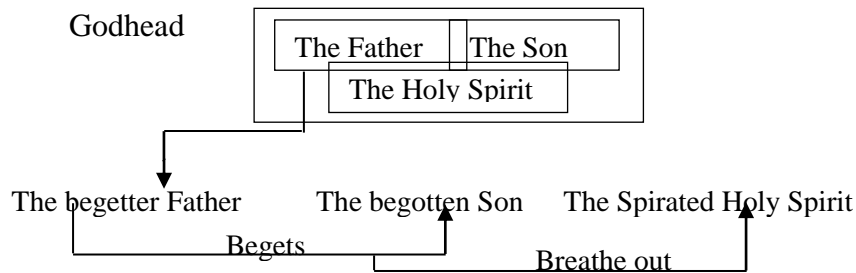 Godhead
The Father The Son
The Holy Spirit
The begetter Father The begotten Son The Spirated Holy Spirit
Begets
Breathe out